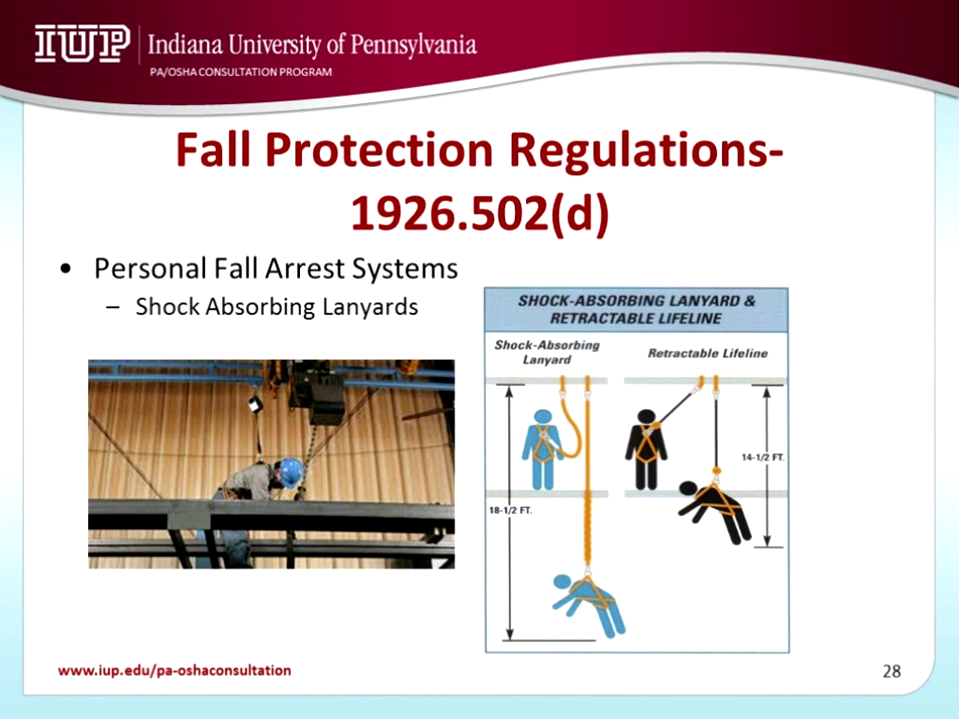 IUP
Indiana University of Pennsylvania
PA/OSHA CONSULTATION PROGRAM
Fall Protection Regulations-
1926.502(d)
• Personal Fall Arrest Systems
– Shock Absorbing Lanyards
SHOCK-ABSORBING LANYARD &
RETRACTABLE LIFELINE
Shock-Absorbing
Lanyard
Retractable Lifeline
14-1/2 FT.
18-1/2 FT.
www.iup.edu/pa-oshaconsultation
28